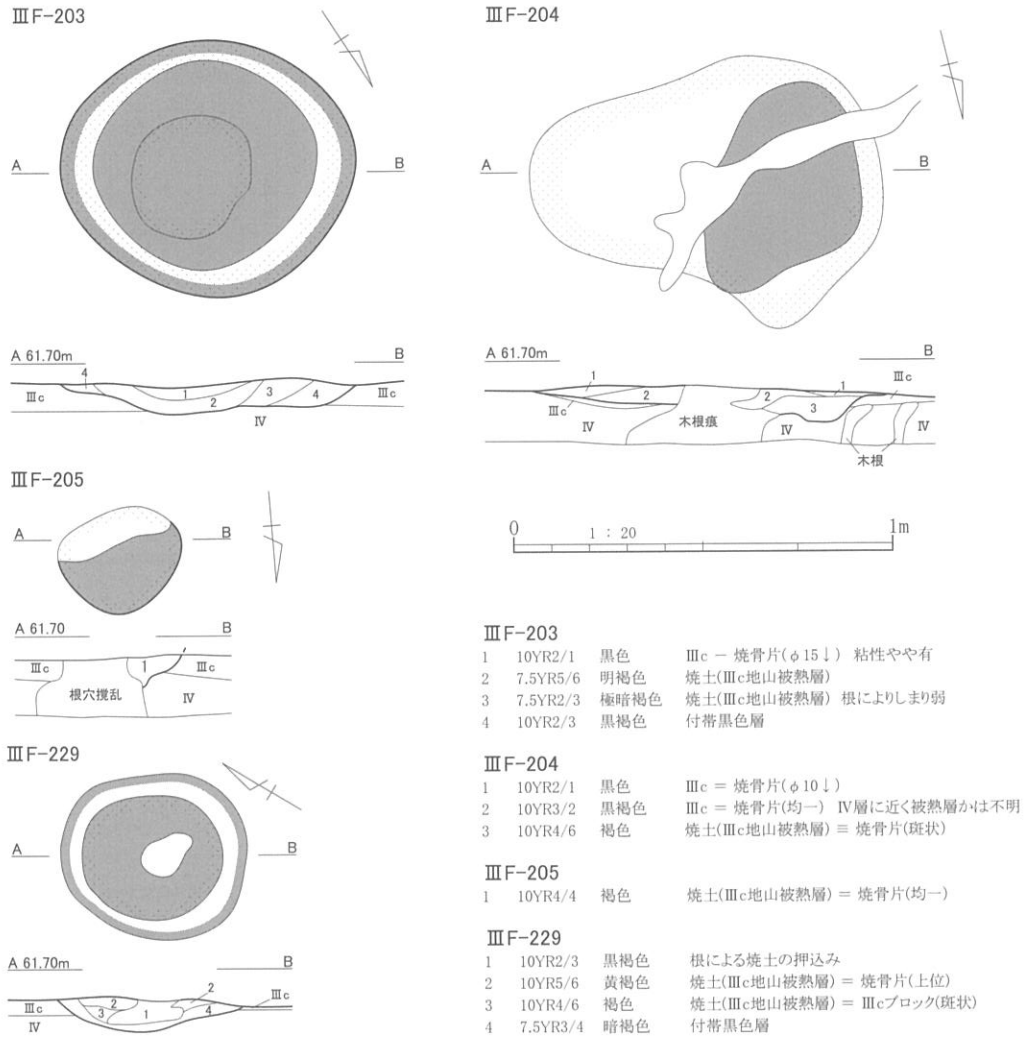 ⅢF-203
A
B
A 61.70m
B
4
Ⅲc
1
2
3
4
Ⅲc
Ⅳ
ⅢF-204
A
B
A 61.70m
B
1
2
Ⅲc
Ⅳ
木根痕
2
1
3
Ⅳ
Ⅲc
Ⅳ
木根
ⅢF-205
A
B
A 61.70
B
Ⅲc
1
Ⅲc
根穴撹乱
Ⅳ
0
1 : 20
1m
ⅢF-229
A
B
A 61.70m
B
Ⅲc
Ⅳ
3
2
1
2
4
Ⅲc
ⅢF-203
1 10YR2/1 黒色 Ⅲc － 焼骨片(φ15↓) 粘性やや有
2 7.5YR5/6 明褐色 焼土(Ⅲc地山被熱層)
3 7.5YR2/3 極暗褐色 焼土(Ⅲc地山被熱層) 根によりしまり弱
4 10YR2/3 黒褐色 付帯黒色層
ⅢF-204
1 10YR2/1 黒色 Ⅲc = 焼骨片(φ10↓)
2 10YR3/2 黒褐色 Ⅲc = 焼骨片(均一) Ⅳ層に近く被熱層かは不明
3 10YR4/6 褐色 焼土(Ⅲc地山被熱層) ≡ 焼骨片(斑状)
ⅢF-205
1 10YR4/4 褐色 焼土(Ⅲc地山被熱層) = 焼骨片(均一)
ⅢF-229
1 10YR2/3 黒褐色 根による焼土の押込み
2 10YR5/6 黄褐色 焼土(Ⅲc地山被熱層) = 焼骨片(上位)
3 10YR4/6 褐色 焼土(Ⅲc地山被熱層) = Ⅲcブロック(斑状)
4 7.5YR3/4 暗褐色 付帯黒色層